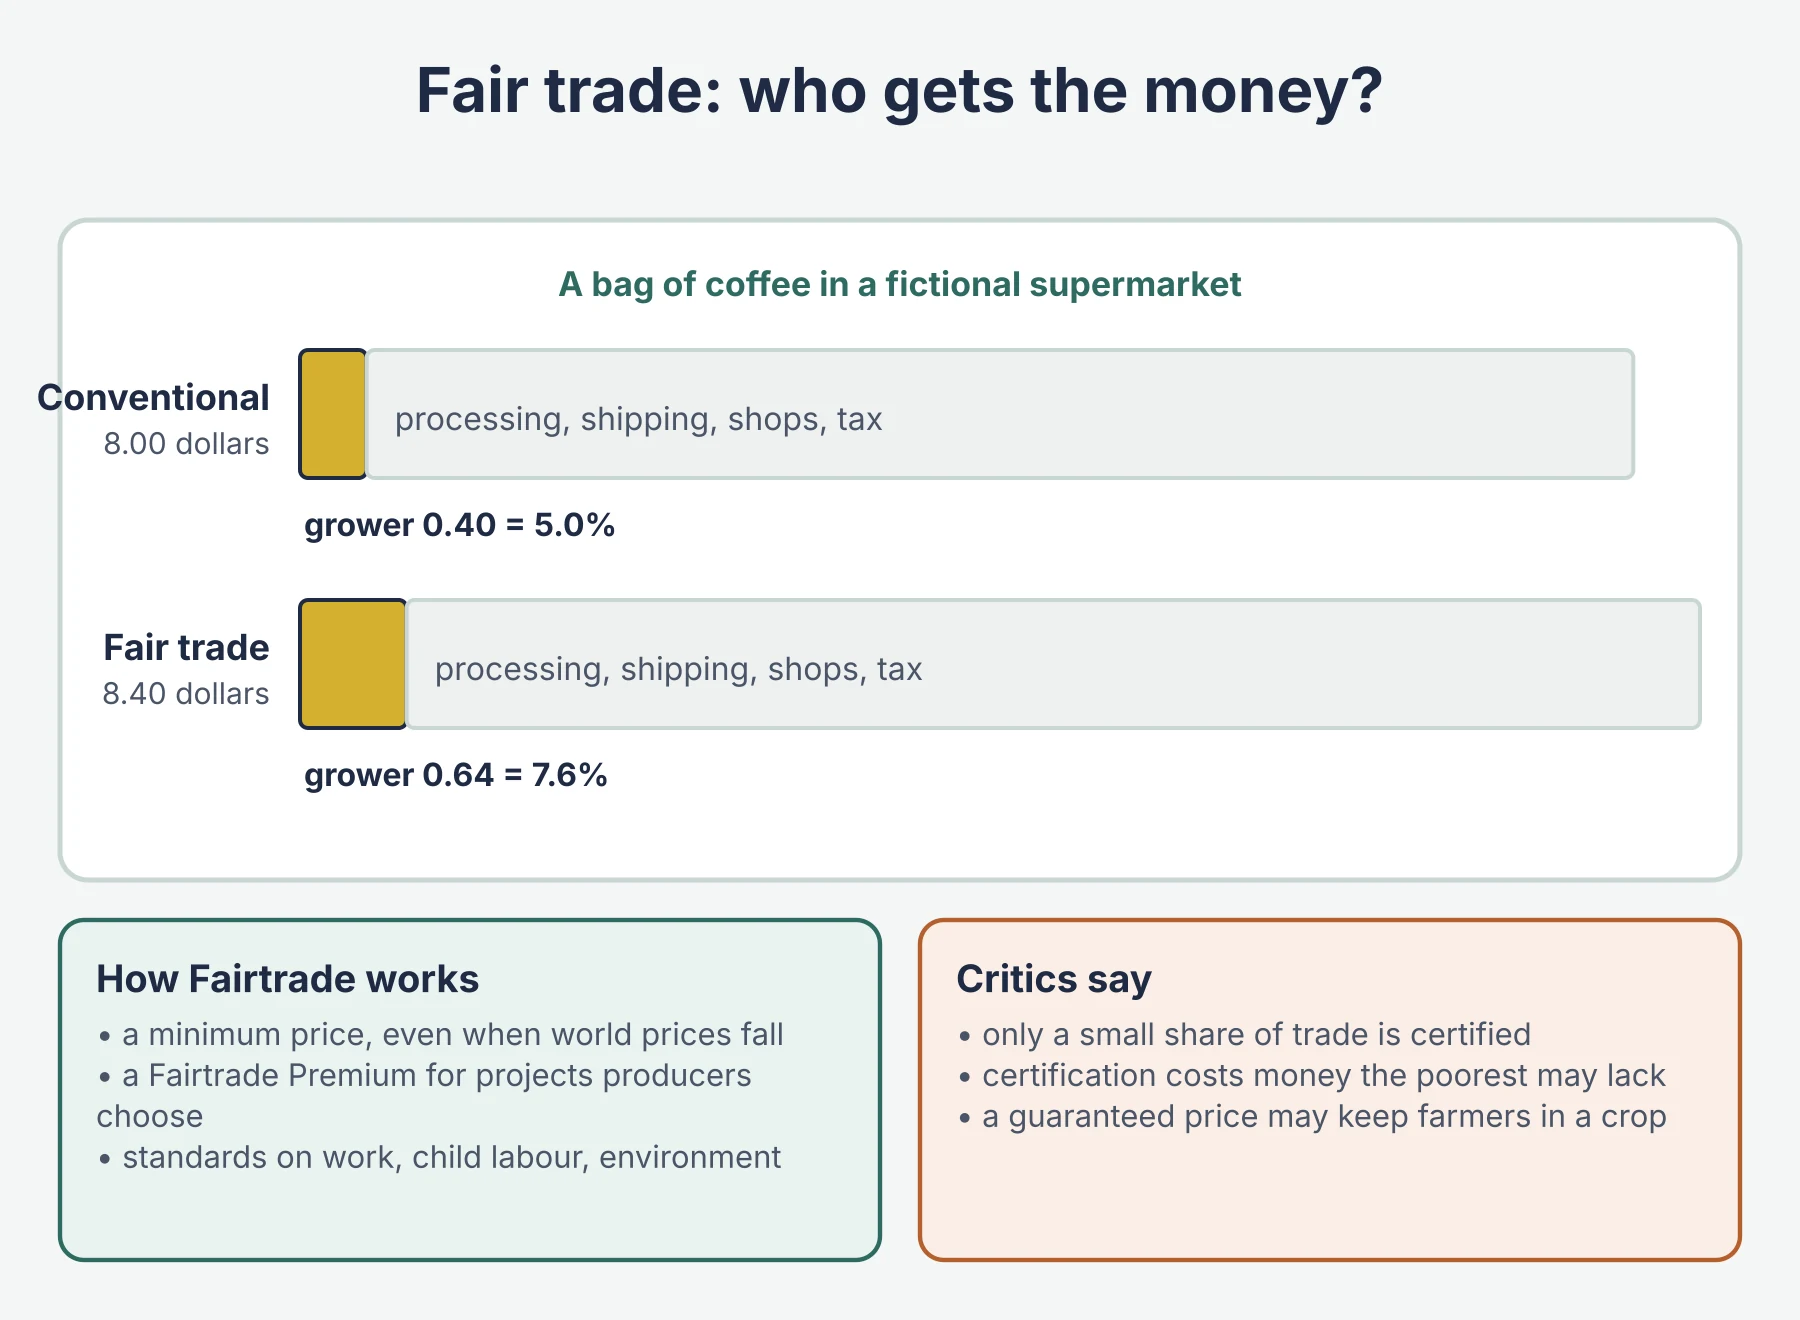 Fair trade: who gets the money?
A bag of coffee in a fictional supermarket
Conventional
8.00 dollars
processing, shipping, shops, tax
grower 0.40 = 5.0%
Fair trade
8.40 dollars
processing, shipping, shops, tax
grower 0.64 = 7.6%
How Fairtrade works
• a minimum price, even when world prices fall
• a Fairtrade Premium for projects producers
choose
• standards on work, child labour, environment
Critics say
• only a small share of trade is certified
• certification costs money the poorest may lack
• a guaranteed price may keep farmers in a crop